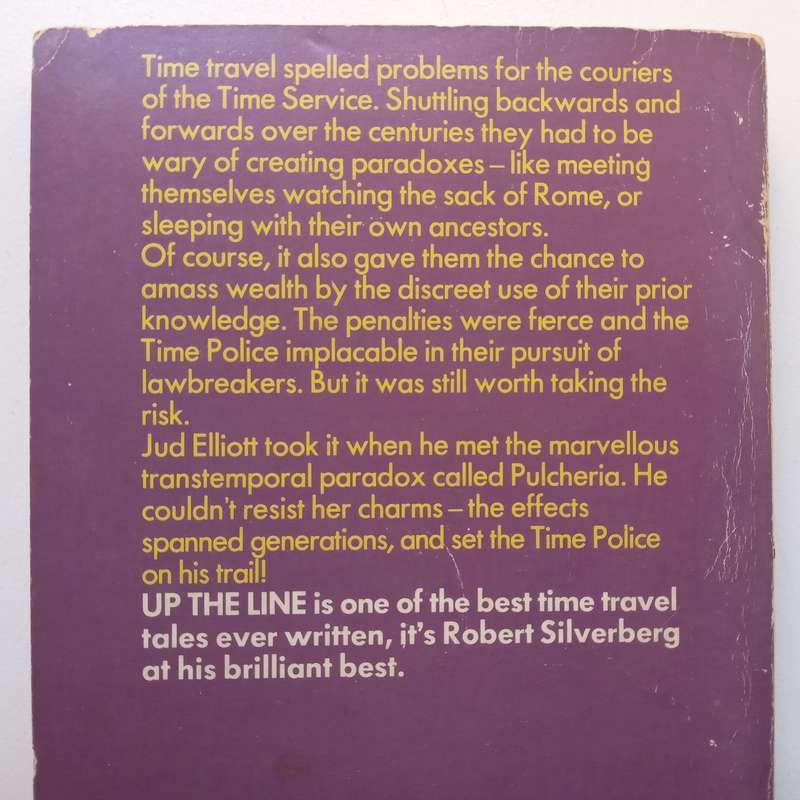 Time travel spelled problems for the couriers
of the Time Service. Shuttling backwards and
forwards over the centuries they had to be
wary of creating paradoxes – like meeting
themselves watching the sack of Rome, or
sleeping with their own ancestors.
Of course, it also gave them the chance to
amass wealth by the discreet use of their prior
knowledge. The penalties were fierce and the
Time Police implacable in their pursuit of
lawbreakers. But it was still worth taking the
risk.
Jud Elliott took it when he met the marvellous
transtemporal paradox called Pulcheria. He
couldn't resist her charms – the effects
spanned generations, and set the Time Police
on his trail!
UP THE LINE is one of the best time travel
tales ever written, it's Robert Silverberg
at his brilliant best.